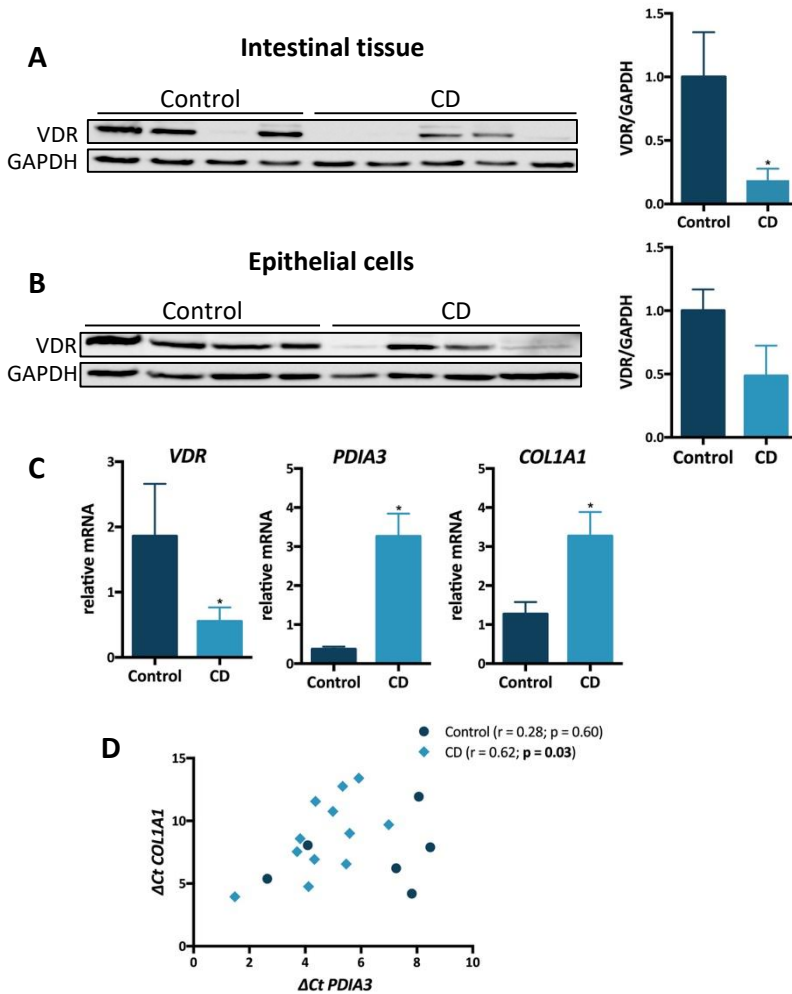 A
Intestinal tissue
Control
CD
VDR
GAPDH
VDR/GAPDH
1.5
1.0
0.5
0.0
*
Control
CD
B
Epithelial cells
Control
CD
VDR
GAPDH
VDR/GAPDH
1.5
1.0
0.5
0.0
Control
CD
C
VDR
relative mRNA
3
2
1
0
*
Control
CD
PDIA3
relative mRNA
5
4
3
2
1
0
*
Control
CD
COL1A1
relative mRNA
5
4
3
2
1
0
*
Control
CD
D
Control (r = 0.28; p = 0.60)
CD (r = 0.62; p = 0.03)
ΔCt COL1A1
15
10
5
0
0 2 4 6 8 10
ΔCt PDIA3